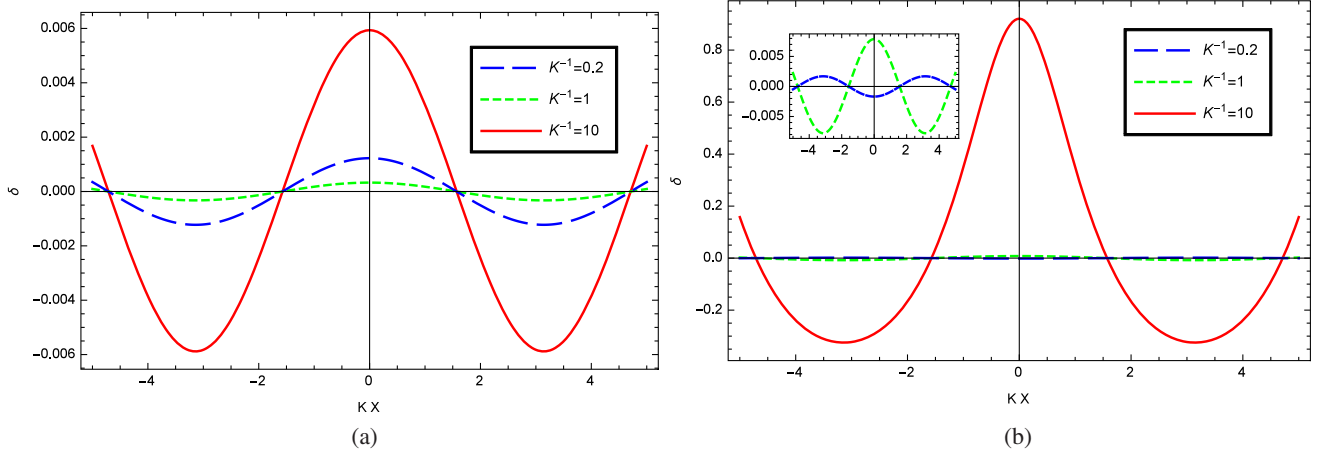 0.006
0.004
0.002
0.000
−0.002
−0.004
−0.006
δ
−4 −2 0 2 4
K X
K⁻¹=0.2
K⁻¹=1
K⁻¹=10
(a)
0.8
0.6
0.4
0.2
0.0
−0.2
δ
−4 −2 0 2 4
K X
0.005
0.000
−0.005
−4 −2 0 2 4
K⁻¹=0.2
K⁻¹=1
K⁻¹=10
(b)